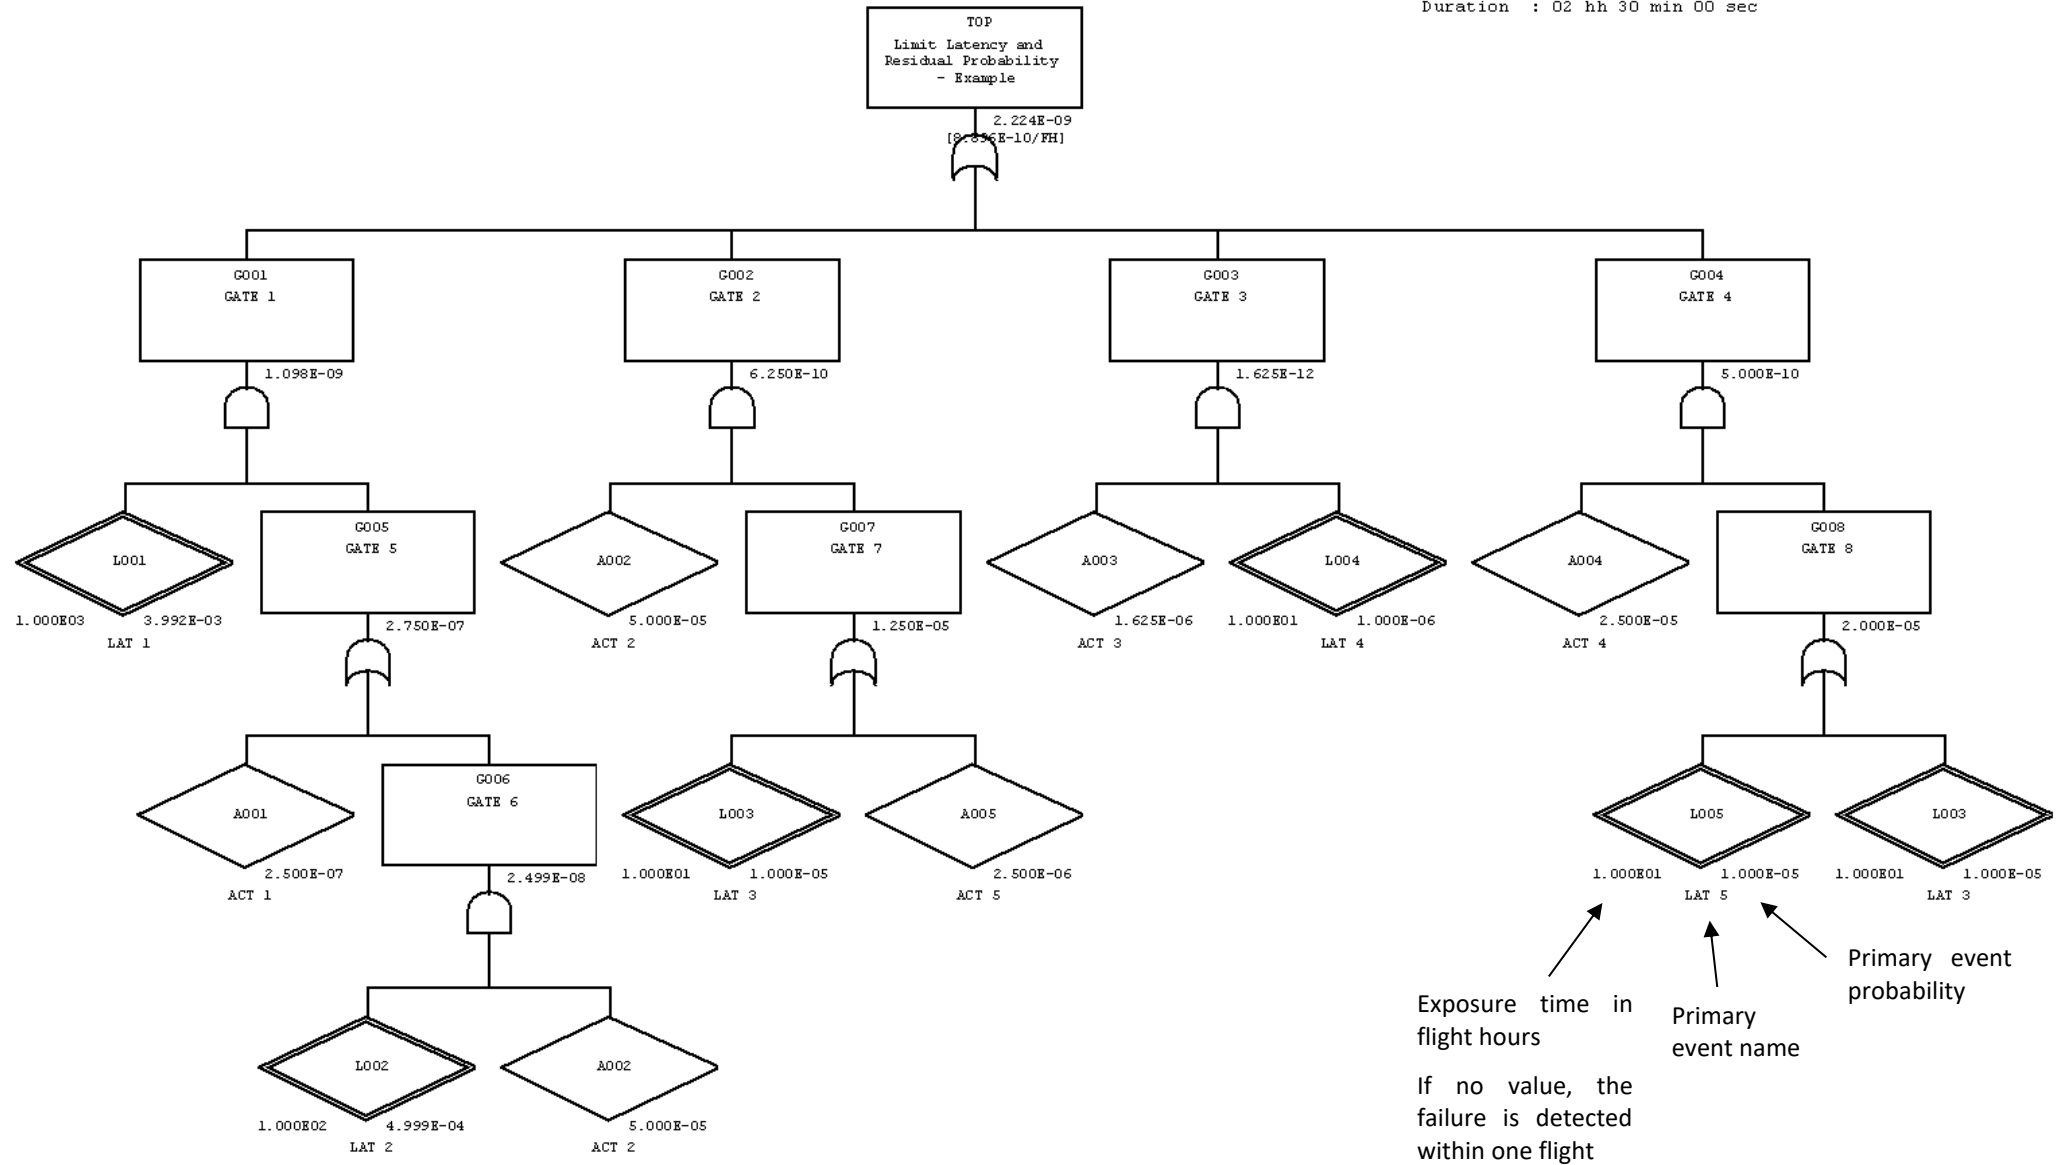 Duration : 02 hh 30 min 00 sec
TOP
Limit Latency and
Residual Probability
- Example
2.224E-09
[8.896E-10/FH]
G001
GATE 1
1.098E-09
G002
GATE 2
6.250E-10
G003
GATE 3
1.625E-12
G004
GATE 4
5.000E-10
L001
1.000E03
3.992E-03
LAT 1
G005
GATE 5
2.750E-07
A002
5.000E-05
ACT 2
G007
GATE 7
1.250E-05
A003
1.625E-06
ACT 3
L004
1.000E01
1.000E-06
LAT 4
A004
2.500E-05
ACT 4
G008
GATE 8
2.000E-05
A001
2.500E-07
ACT 1
G006
GATE 6
2.499E-08
L003
1.000E01
1.000E-05
LAT 3
A005
2.500E-06
ACT 5
L005
1.000E01
1.000E-05
LAT 5
L003
1.000E01
1.000E-05
LAT 3
L002
1.000E02
4.999E-04
LAT 2
A002
5.000E-05
ACT 2
Exposure time in
flight hours
If no value, the
failure is detected
within one flight
Primary
event name
Primary event
probability